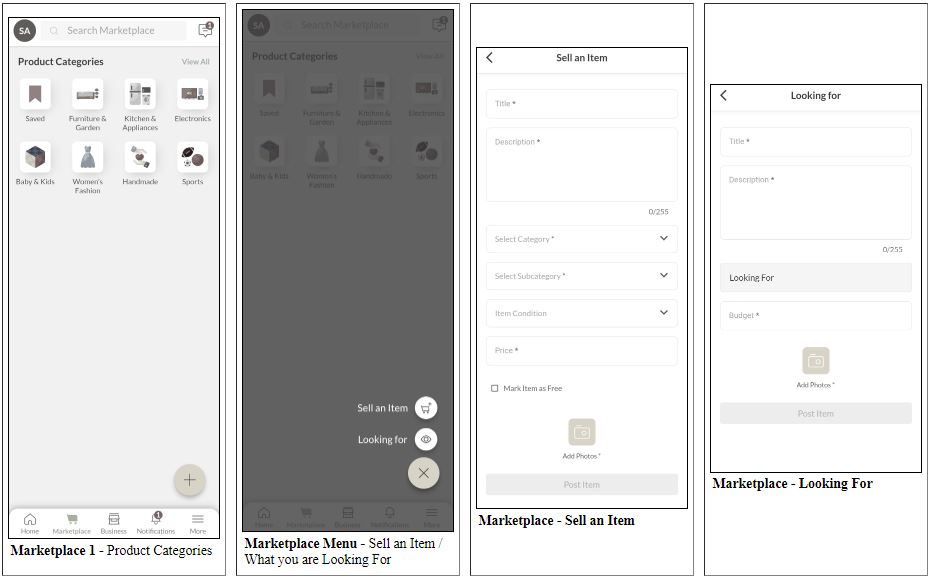 SA
Search Marketplace
1
Product Categories
View All
Saved
Furniture &
Garden
Kitchen &
Appliances
Electronics
Baby & Kids
Women's
Fashion
Handmade
Sports
Home
Marketplace
Business
1
Notifications
More
Marketplace 1 - Product Categories
SA
Search Marketplace
1
Product Categories
View All
Saved
Furniture &
Garden
Kitchen &
Appliances
Electronics
Baby & Kids
Women's
Fashion
Handmade
Sports
Sell an Item
Looking for
Home
Marketplace
Business
Notifications
More
Marketplace Menu - Sell an Item /
What you are Looking For
Sell an Item
Title *
Description *
0/255
Select Category *
Select Subcategory *
Item Condition
Price *
Mark Item as Free
Add Photos *
Post Item
Marketplace - Sell an Item
Looking for
Title *
Description *
0/255
Looking For
Budget *
Add Photos *
Post Item
Marketplace - Looking For